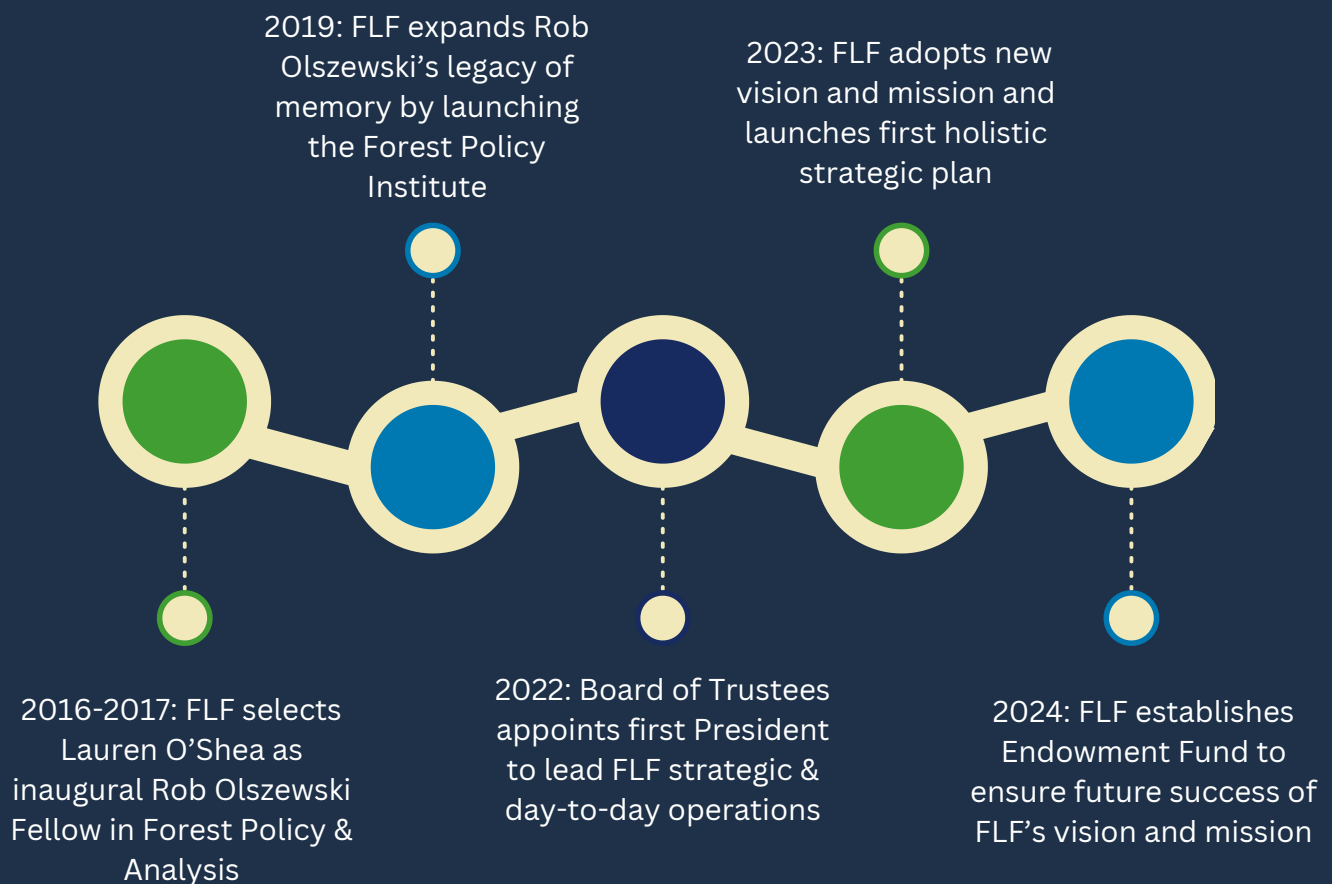 2019: FLF expands Rob
Olszewski’s legacy of
memory by launching
the Forest Policy
Institute
2023: FLF adopts new
vision and mission and
launches first holistic
strategic plan
2016-2017: FLF selects
Lauren O’Shea as
inaugural Rob Olszewski
Fellow in Forest Policy &
Analysis
2022: Board of Trustees
appoints first President
to lead FLF strategic &
day-to-day operations
2024: FLF establishes
Endowment Fund to
ensure future success of
FLF’s vision and mission